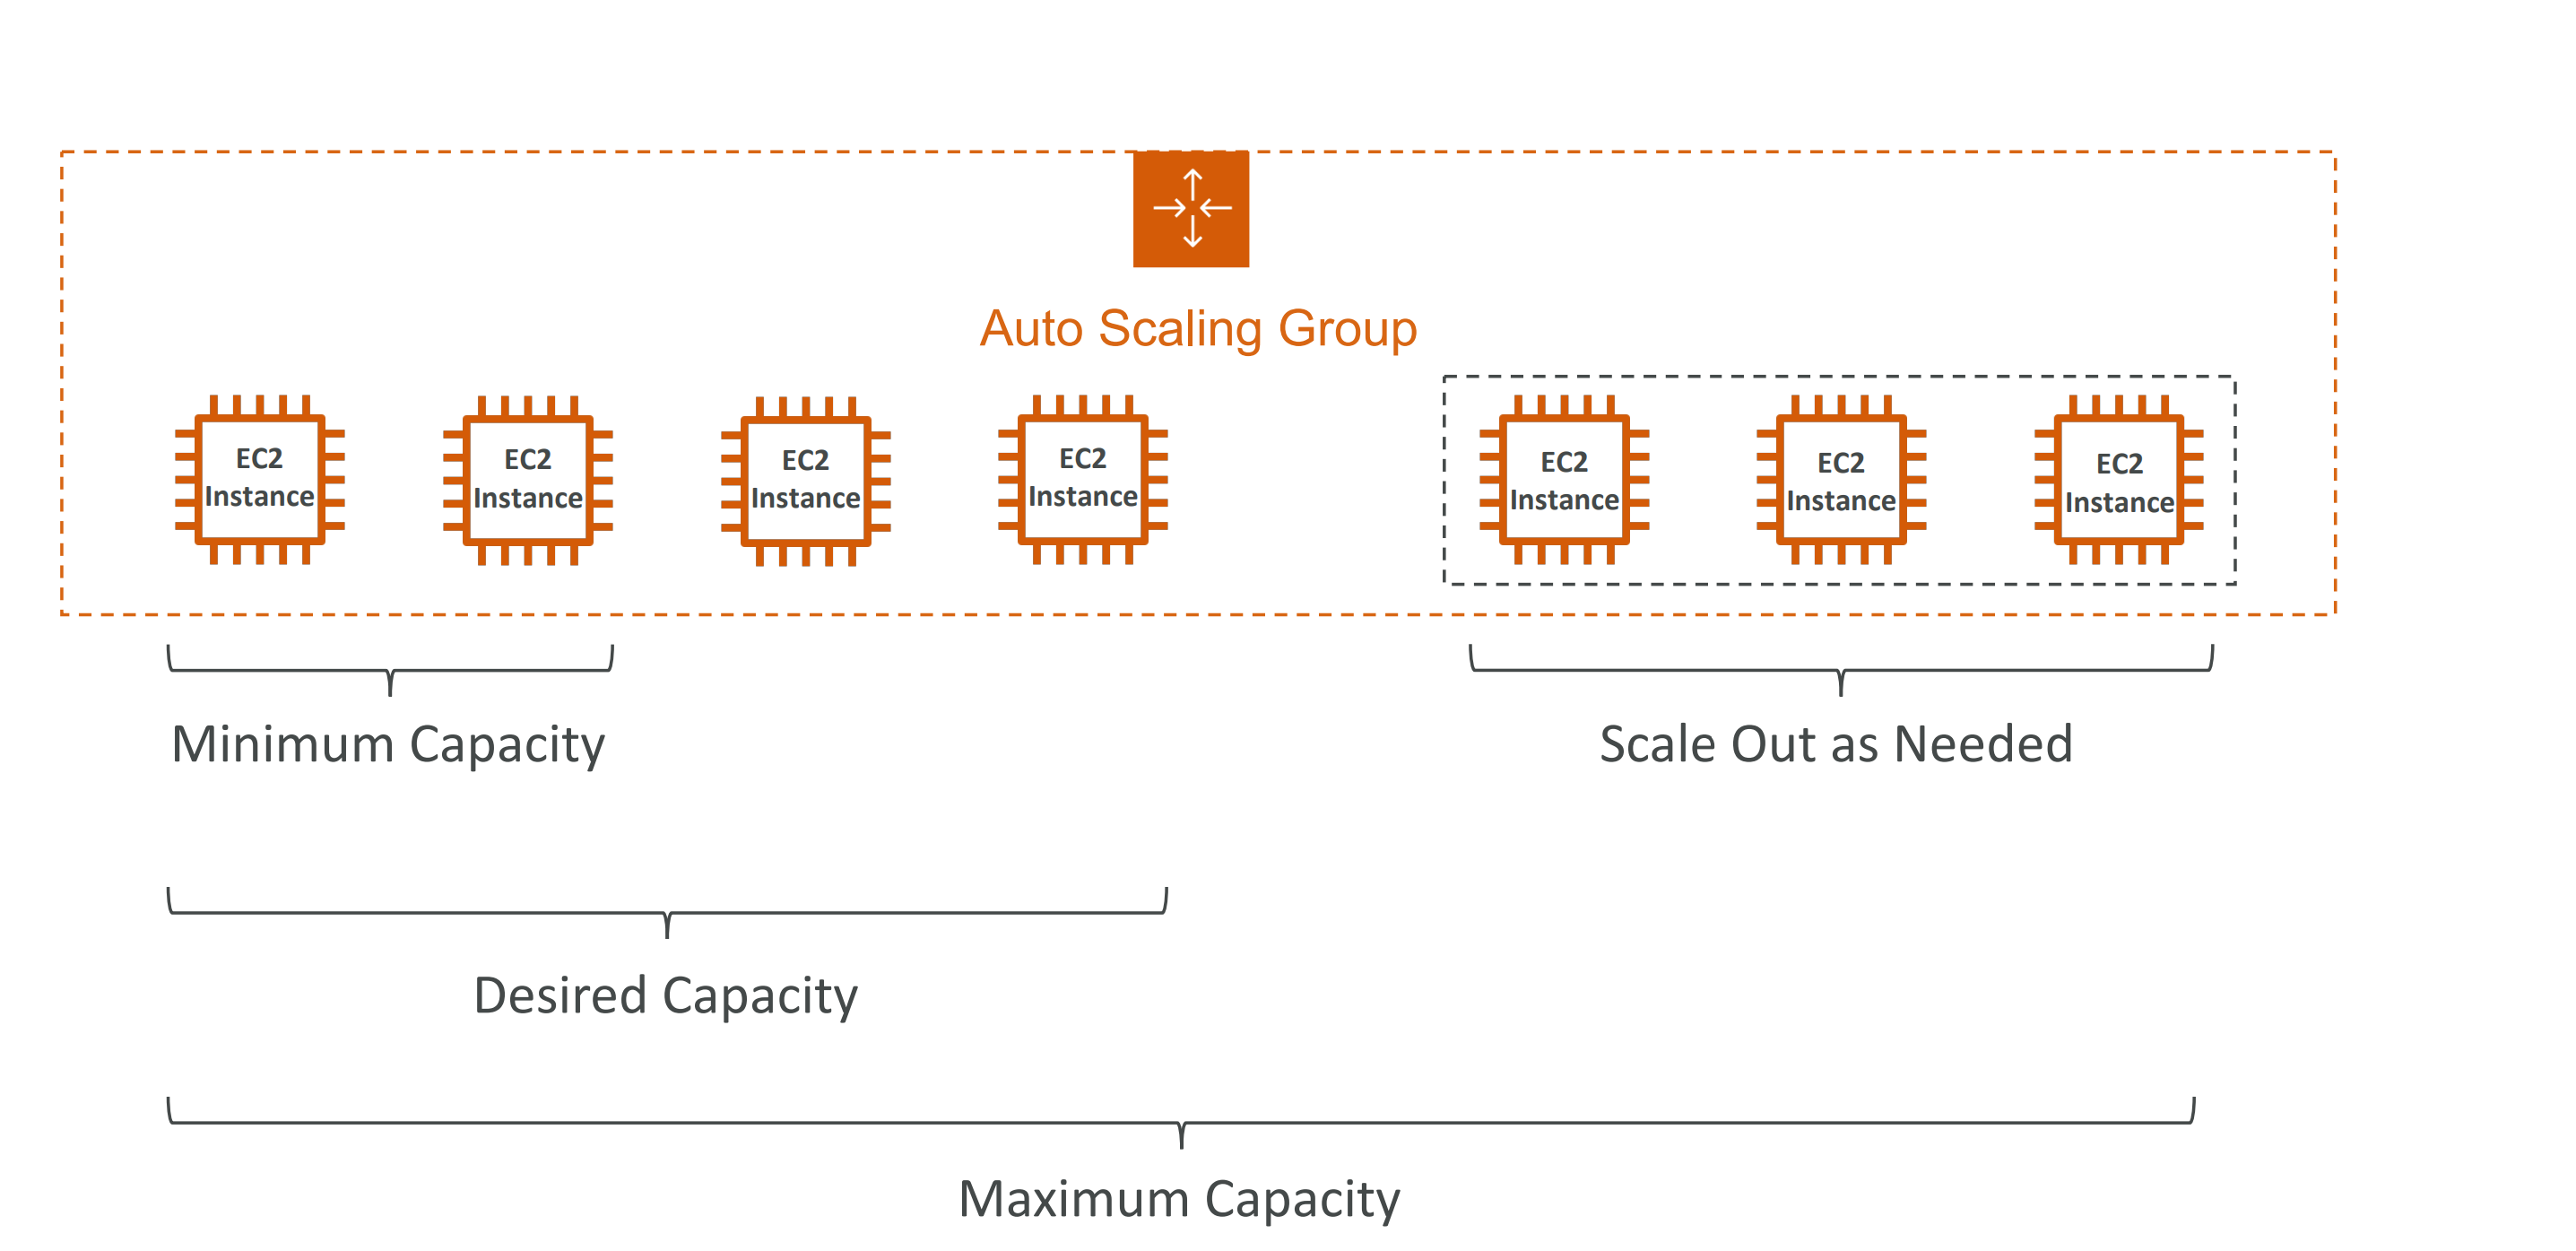 Auto Scaling Group
EC2
Instance
EC2
Instance
EC2
Instance
EC2
Instance
EC2
Instance
EC2
Instance
EC2
Instance
Minimum Capacity
Scale Out as Needed
Desired Capacity
Maximum Capacity